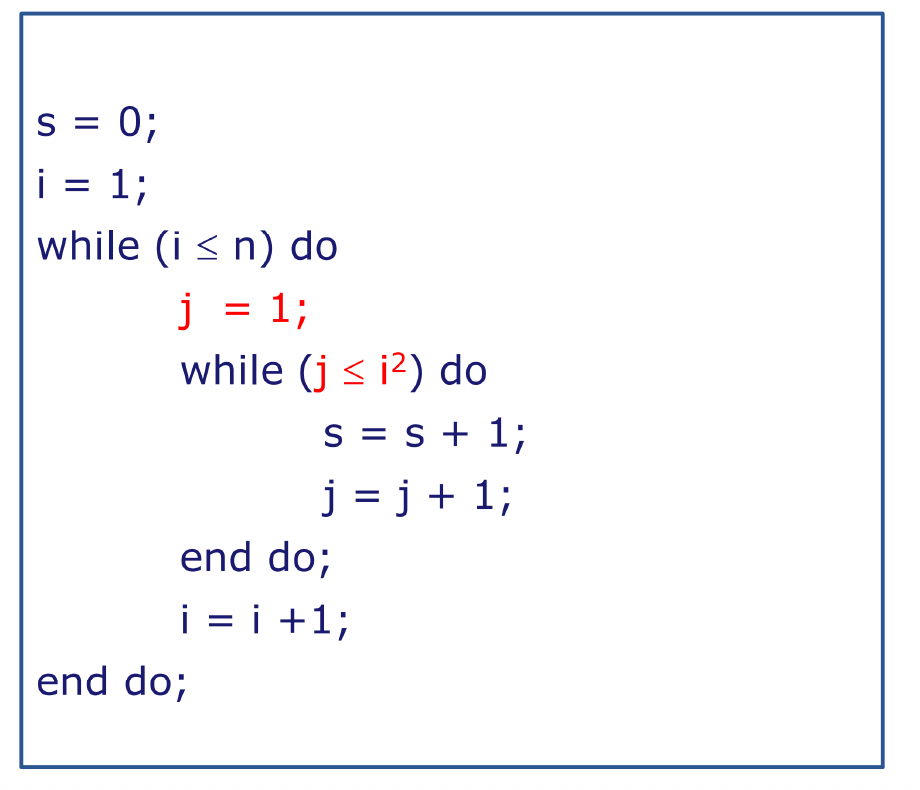 s = 0;
i = 1;
while (i ≤ n) do
j  = 1;
while (j ≤ i²) do
s = s + 1;
j = j + 1;
end do;
i = i +1;
end do;